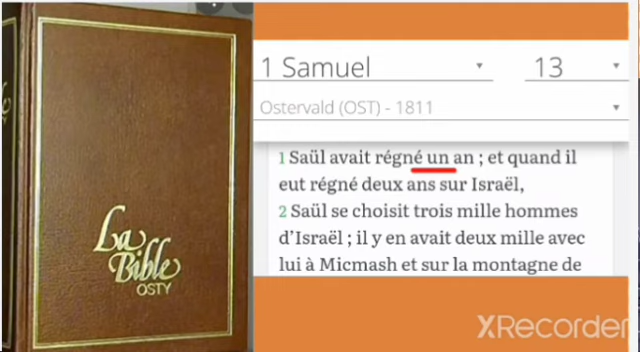 La
Bible
OSTY
1 Samuel
13
Ostervald (OST) - 1811
1 Saül avait régné un an ; et quand il
eut régné deux ans sur Israël,
2 Saül se choisit trois mille hommes
d'Israël ; il y en avait deux mille avec
lui à Micmash et sur la montagne de
XRecorder